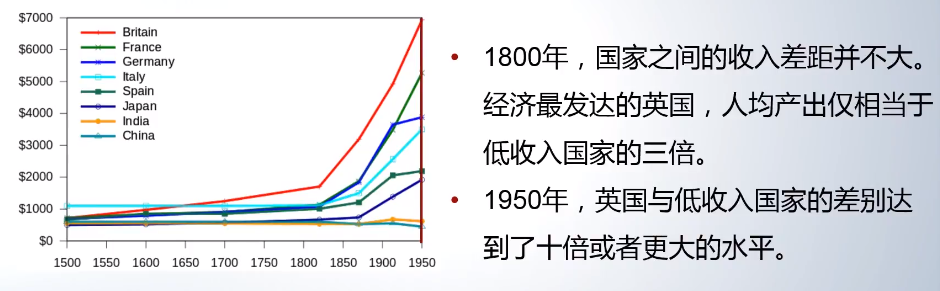 $7000
$6000
$5000
$4000
$3000
$2000
$1000
$0
Britain
France
Germany
Italy
Spain
Japan
India
China
1500 1550 1600 1650 1700 1750 1800 1850 1900 1950
• 1800年，国家之间的收入差距并不大。
经济最发达的英国，人均产出仅相当于
低收入国家的三倍。
• 1950年，英国与低收入国家的差别达
到了十倍或者更大的水平。